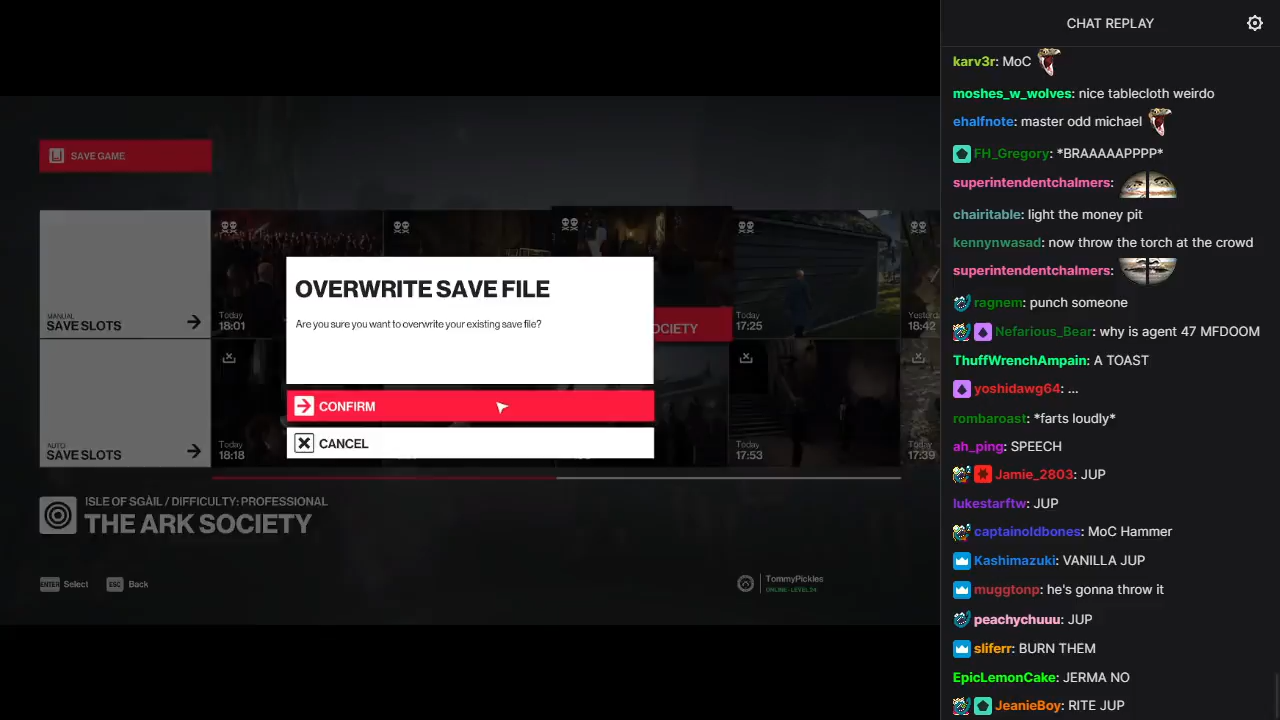 SAVE GAME
MANUAL
SAVE SLOTS
Today
18:01
OCIETY
Today
17:25
18:42
OVERWRITE SAVE FILE
Are you sure you want to overwrite your existing save file?
CONFIRM
CANCEL
AUTO
SAVE SLOTS
Today
18:18
Today
17:53
Today
17:39
ISLE OF SGÀIL / DIFFICULTY: PROFESSIONAL
THE ARK SOCIETY
ENTER Select
ESC Back
TommyPickles
ONLINE - LEVEL 24
CHAT REPLAY
karv3r: MoC
moshes_w_wolves: nice tablecloth weirdo
ehalfnote: master odd michael
FH_Gregory: *BRAAAAAPPPP*
superintendentchalmers:
chairitable: light the money pit
kennynwasad: now throw the torch at the crowd
superintendentchalmers:
ragnem: punch someone
Nefarious_Bear: why is agent 47 MFDOOM
ThuffWrenchAmpain: A TOAST
yoshidawg64: ...
rombaroast: *farts loudly*
ah_ping: SPEECH
Jamie_2803: JUP
lukestarftw: JUP
captainoldbones: MoC Hammer
Kashimazuki: VANILLA JUP
muggtonp: he's gonna throw it
peachychuuu: JUP
sliferr: BURN THEM
EpicLemonCake: JERMA NO
JeanieBoy: RITE JUP